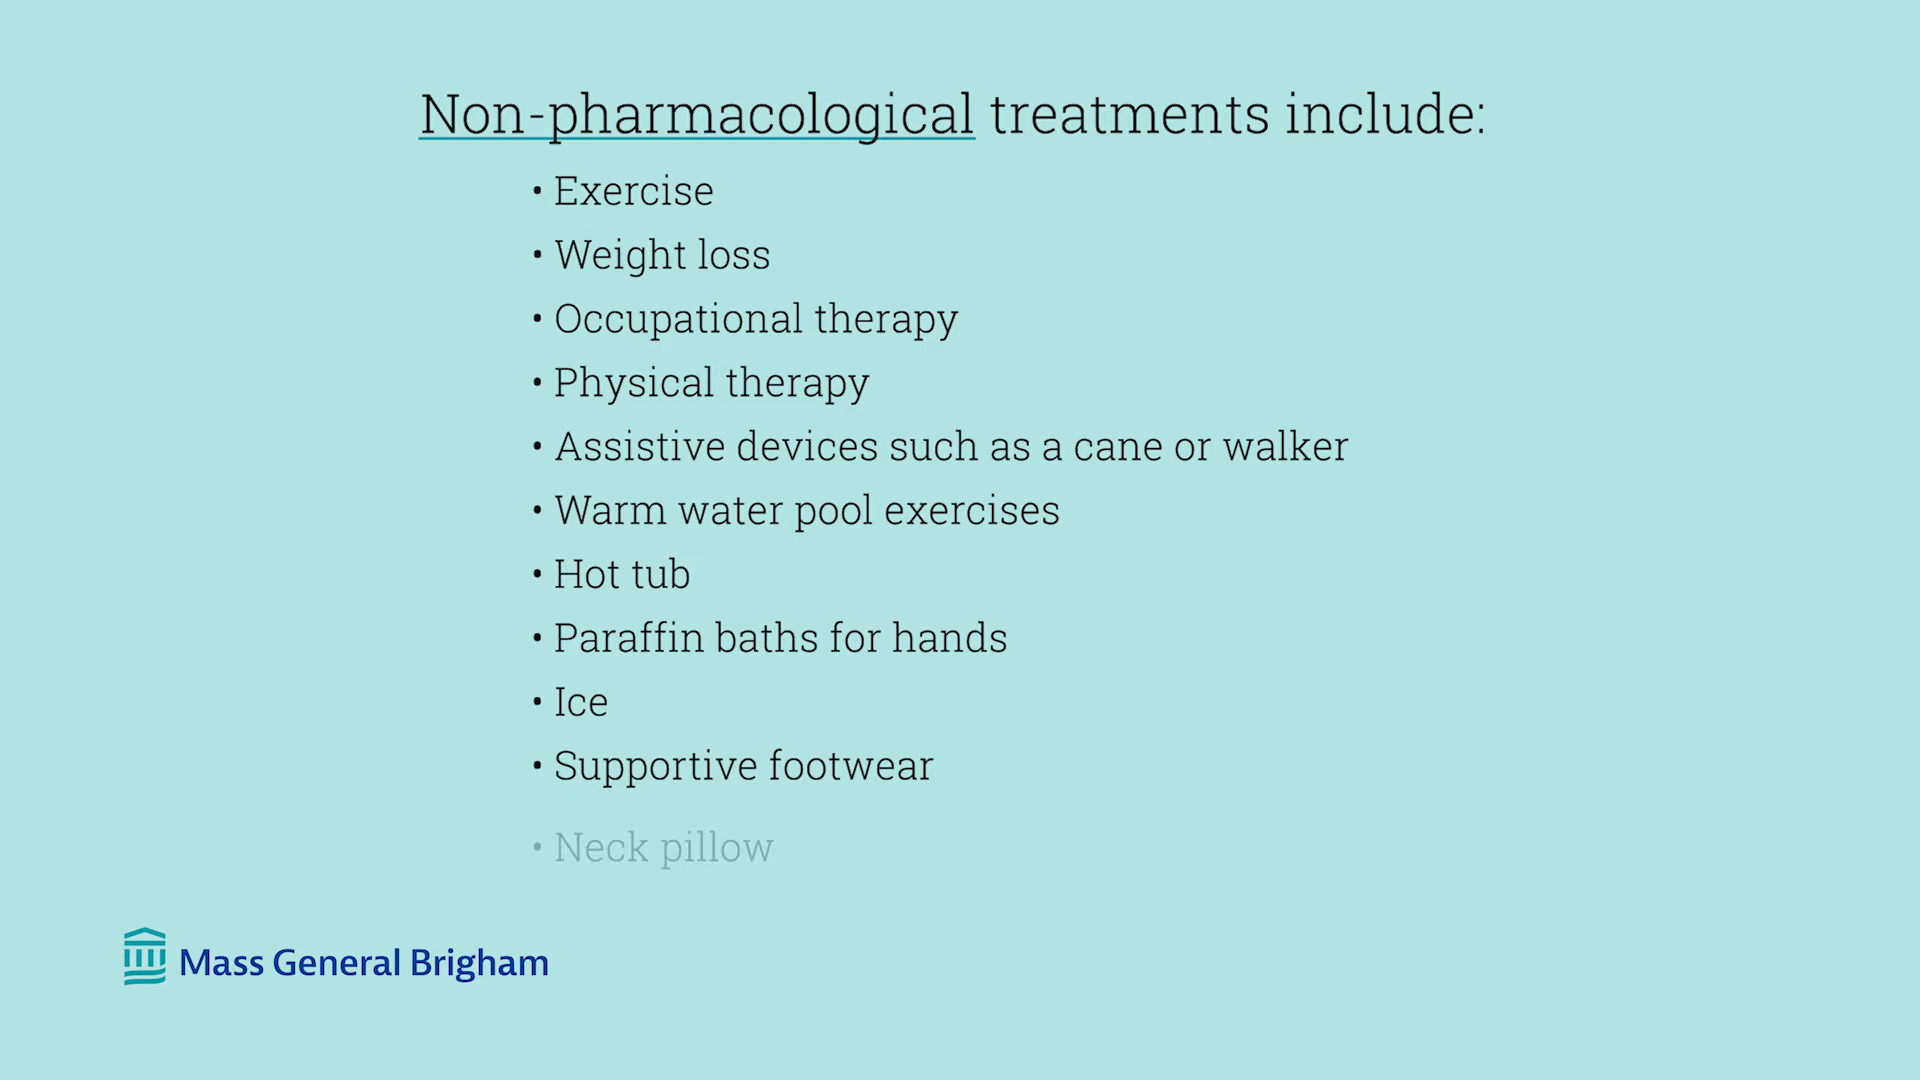 Non-pharmacological treatments include:
• Exercise
• Weight loss
• Occupational therapy
• Physical therapy
• Assistive devices such as a cane or walker
• Warm water pool exercises
• Hot tub
• Paraffin baths for hands
• Ice
• Supportive footwear
• Neck pillow
Mass General Brigham